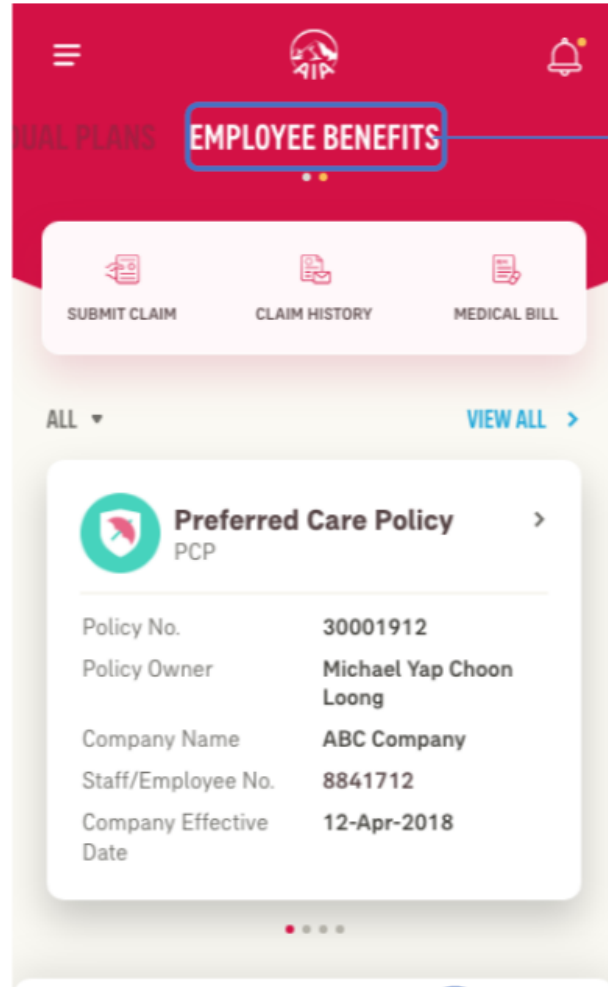 AIA
DUAL PLANS EMPLOYEE BENEFITS
SUBMIT CLAIM CLAIM HISTORY MEDICAL BILL
ALL VIEW ALL
Preferred Care Policy
PCP
Policy No. 30001912
Policy Owner Michael Yap Choon
Loong
Company Name ABC Company
Staff/Employee No. 8841712
Company Effective 12-Apr-2018
Date